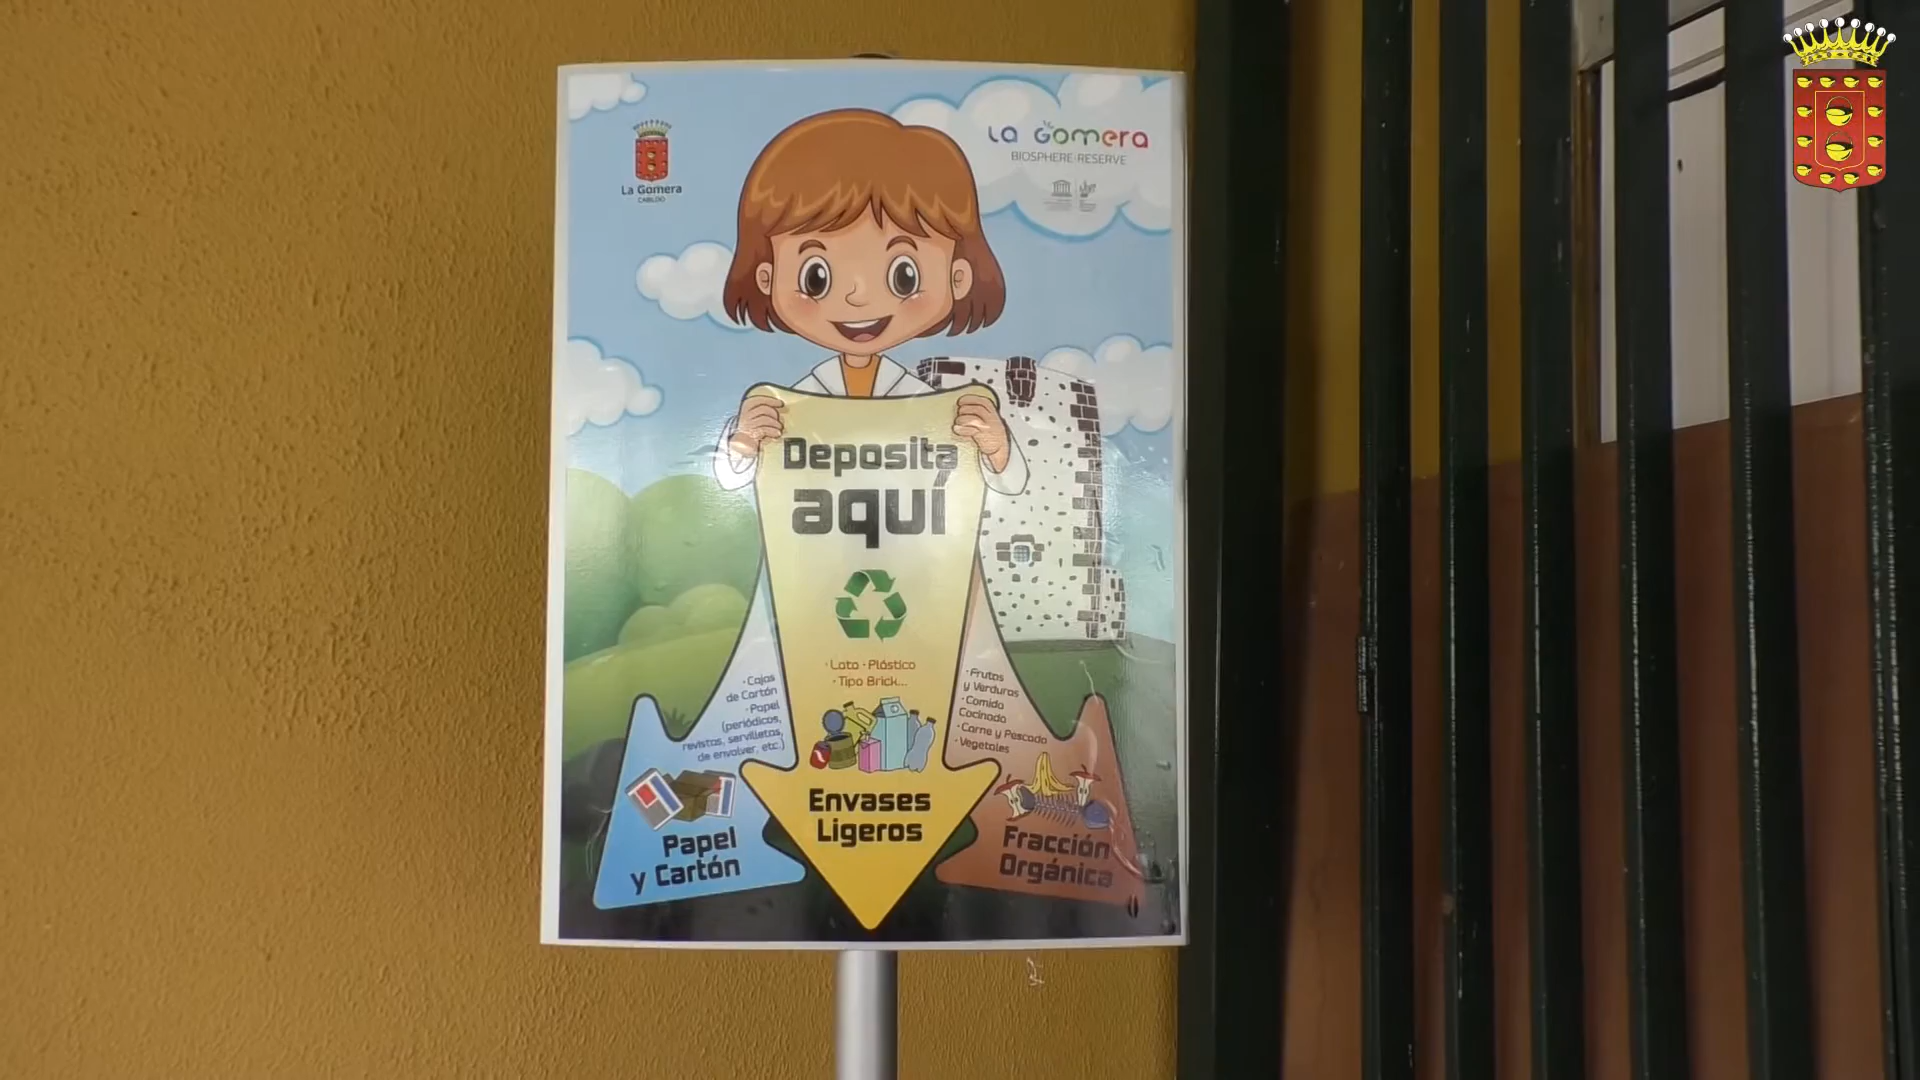 La Gomera
CABILDO
La Gomera
BIOSPHERE RESERVE
Deposita
aquí
· Lata · Plástico
· Tipo Brick...
· Cajas
de Cartón
· Papel
(periódicos,
revistas, servilletas,
de envolver, etc.)
· Frutas
y Verduras
· Comida
Cocinada
· Carne y Pescado
· Vegetales
Papel
y Cartón
Envases
Ligeros
Fracción
Orgánica